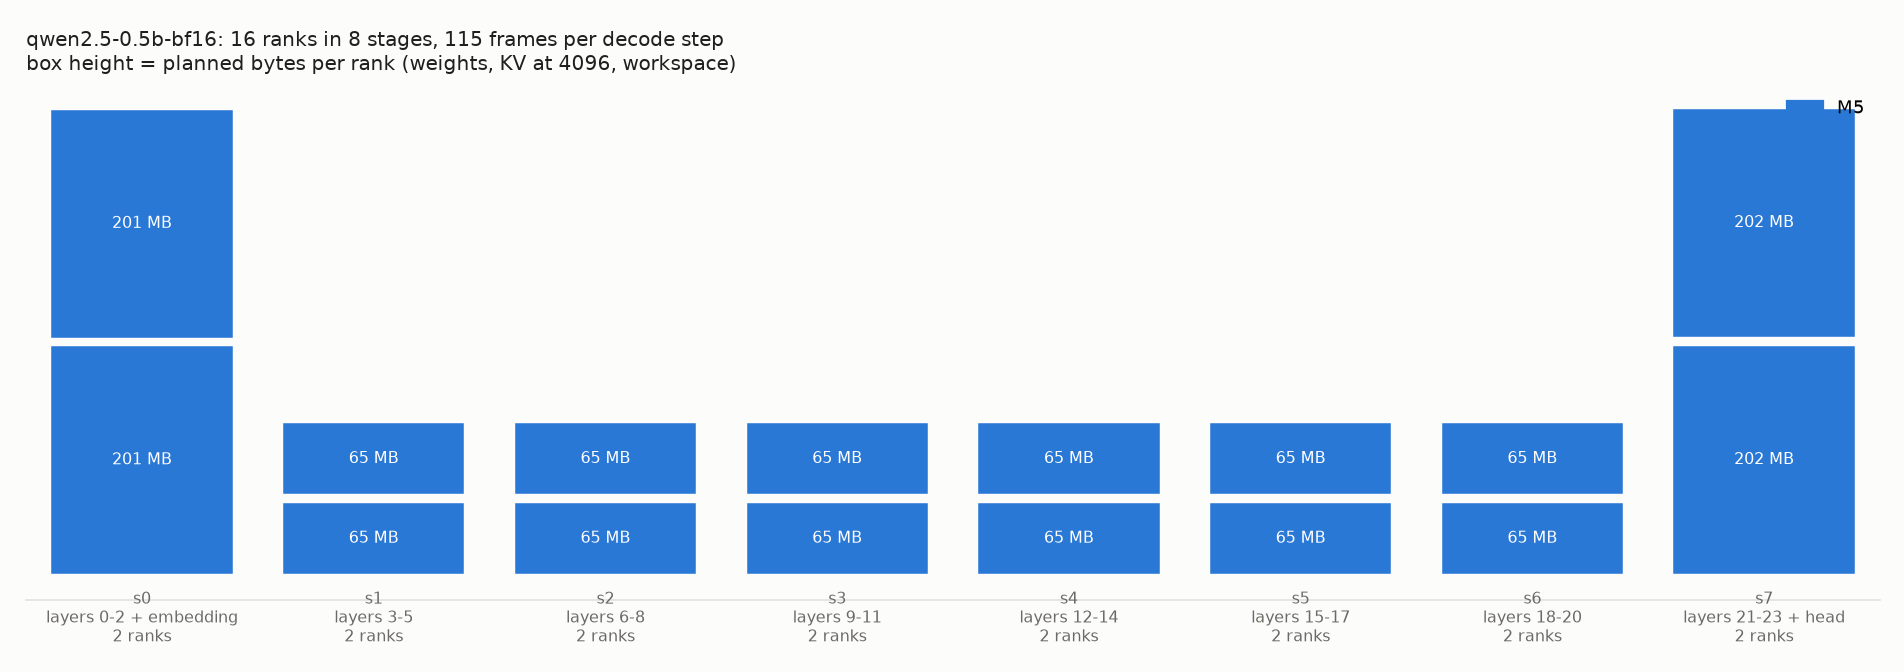 qwen2.5-0.5b-bf16: 16 ranks in 8 stages, 115 frames per decode step
box height = planned bytes per rank (weights, KV at 4096, workspace)
M5
201 MB
202 MB
201 MB
65 MB
65 MB
65 MB
65 MB
65 MB
65 MB
202 MB
65 MB
65 MB
65 MB
65 MB
65 MB
65 MB
s0
layers 0-2 + embedding
2 ranks
s1
layers 3-5
2 ranks
s2
layers 6-8
2 ranks
s3
layers 9-11
2 ranks
s4
layers 12-14
2 ranks
s5
layers 15-17
2 ranks
s6
layers 18-20
2 ranks
s7
layers 21-23 + head
2 ranks